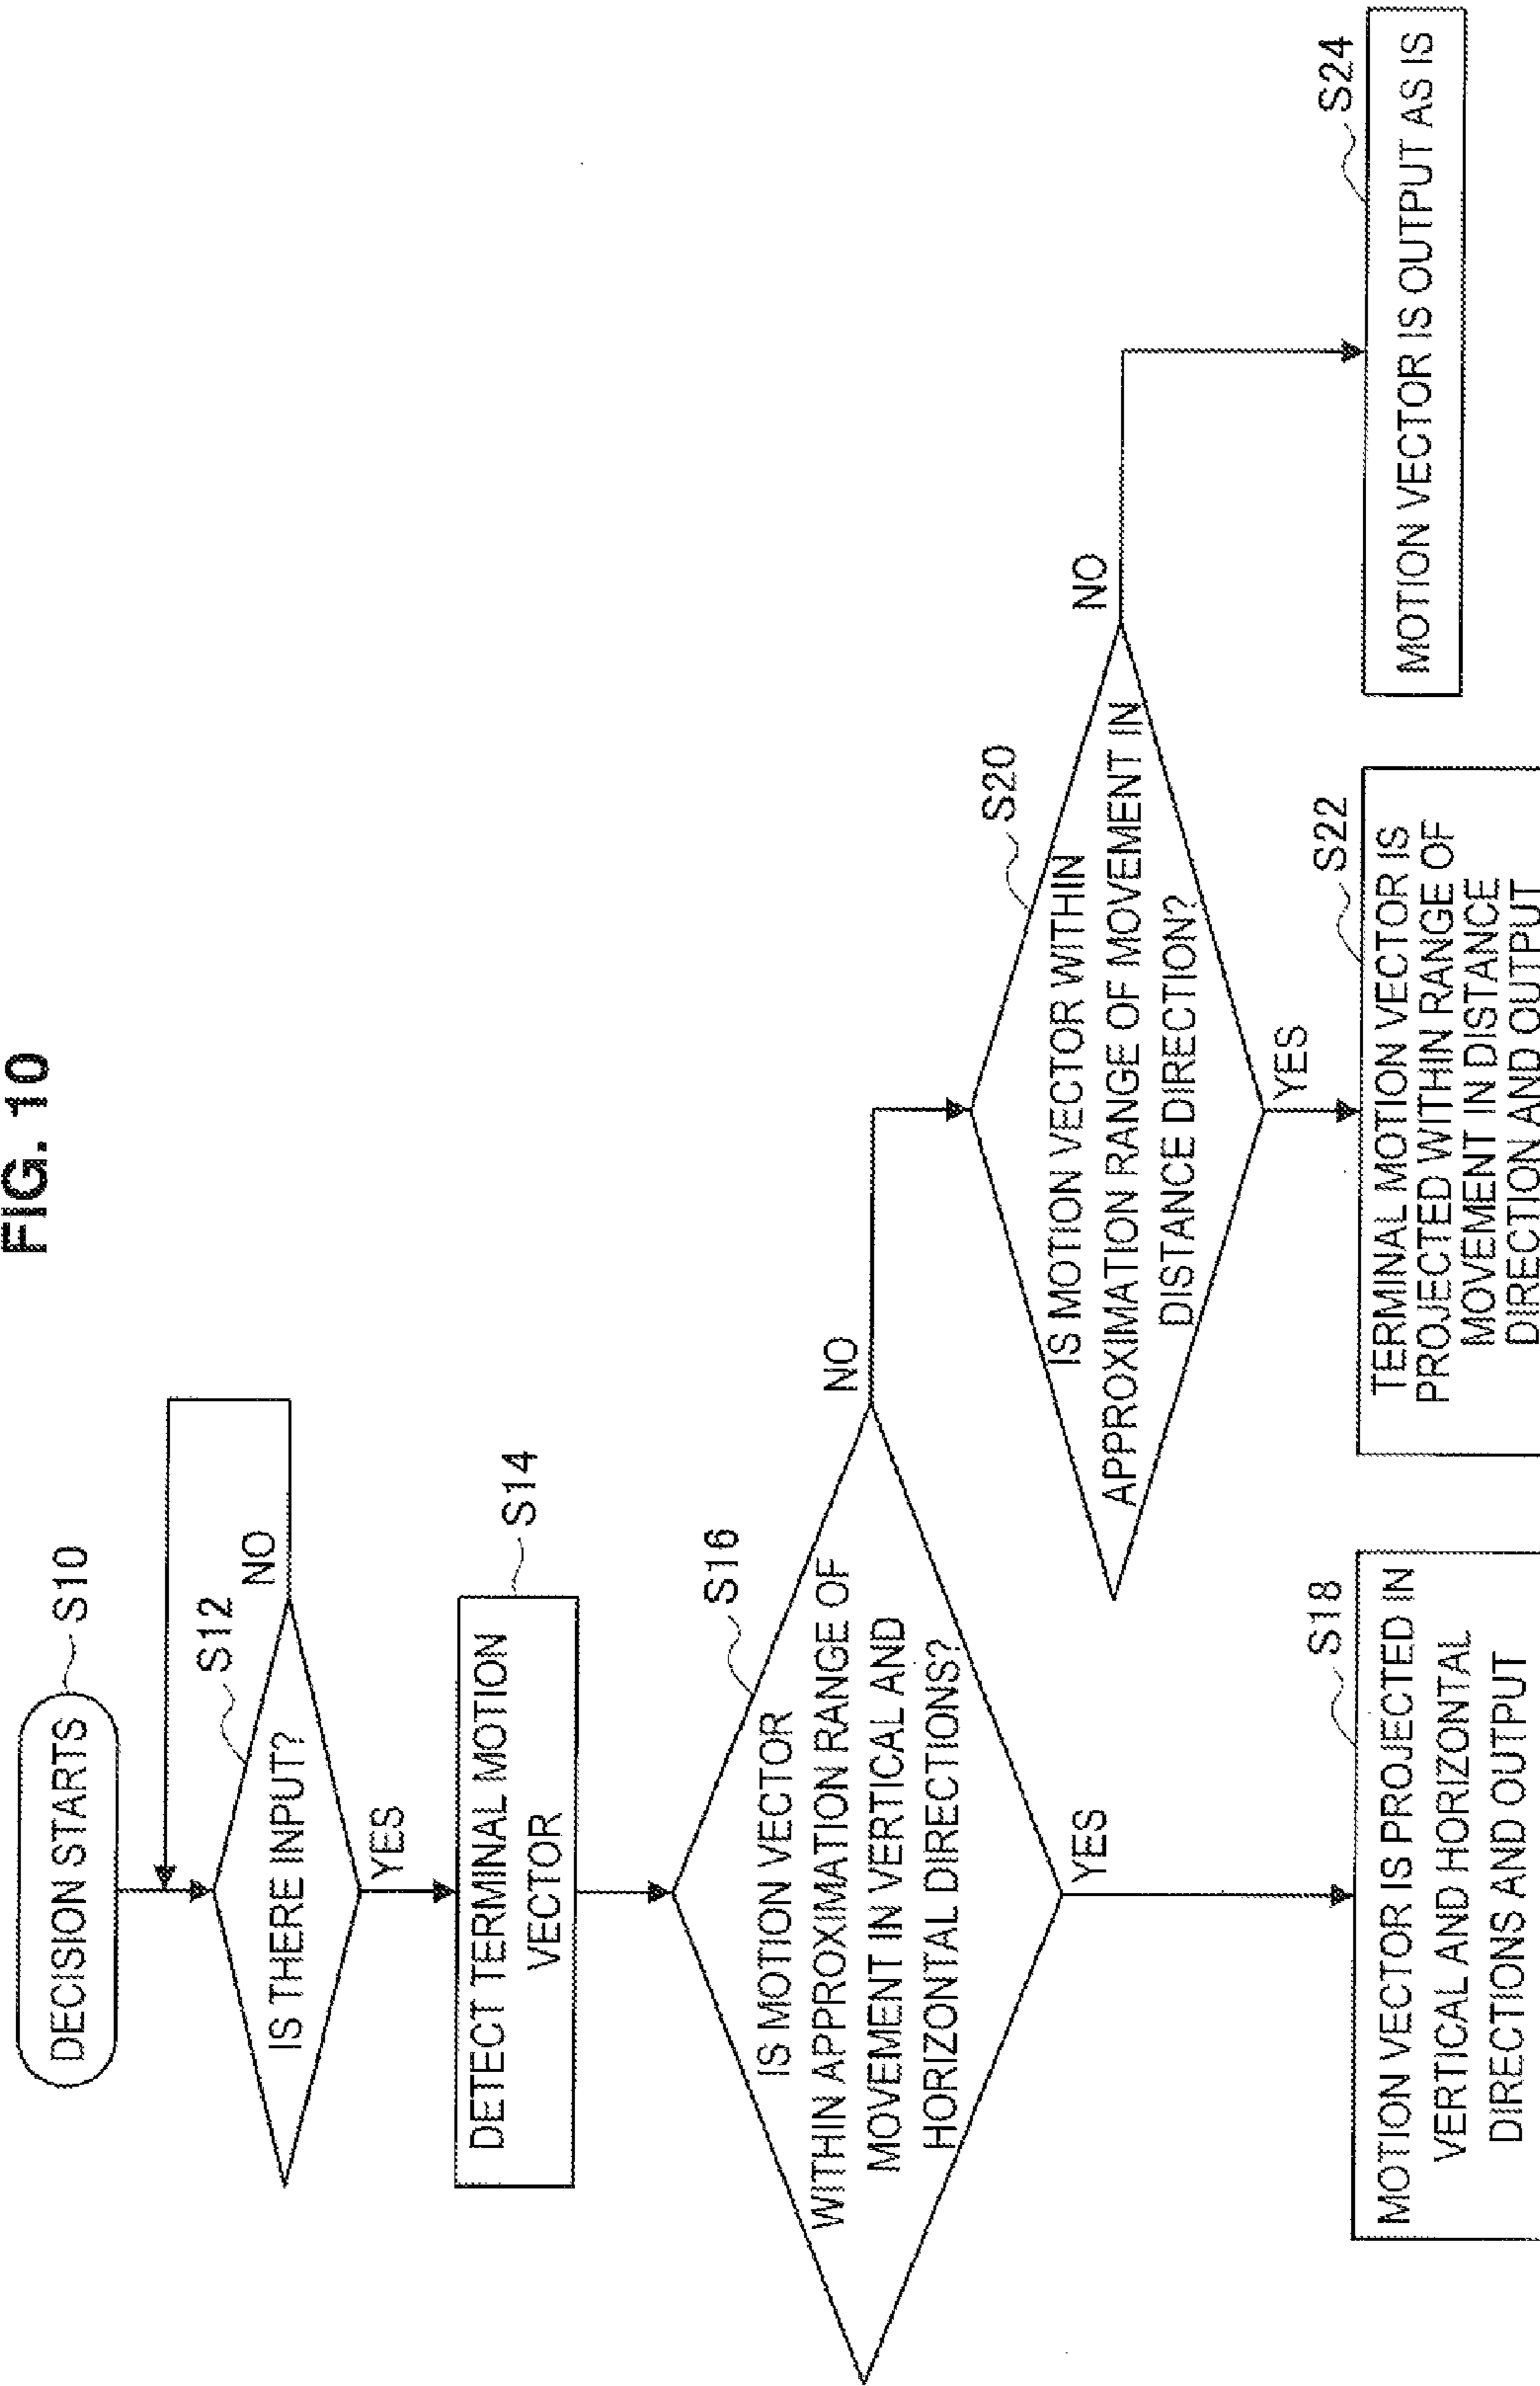 FIG. 10
DECISION STARTS
S10
S12
IS THERE INPUT?
NO
YES
S14
DETECT TERMINAL MOTION
VECTOR
S16
IS MOTION VECTOR
WITHIN APPROXIMATION RANGE OF
MOVEMENT IN VERTICAL AND
HORIZONTAL DIRECTIONS?
NO
YES
S18
MOTION VECTOR IS PROJECTED IN
VERTICAL AND HORIZONTAL
DIRECTIONS AND OUTPUT
S20
IS MOTION VECTOR WITHIN
APPROXIMATION RANGE OF MOVEMENT IN
DISTANCE DIRECTION?
NO
YES
S22
TERMINAL MOTION VECTOR IS
PROJECTED WITHIN RANGE OF
MOVEMENT IN DISTANCE
DIRECTION AND OUTPUT
S24
MOTION VECTOR IS OUTPUT AS IS